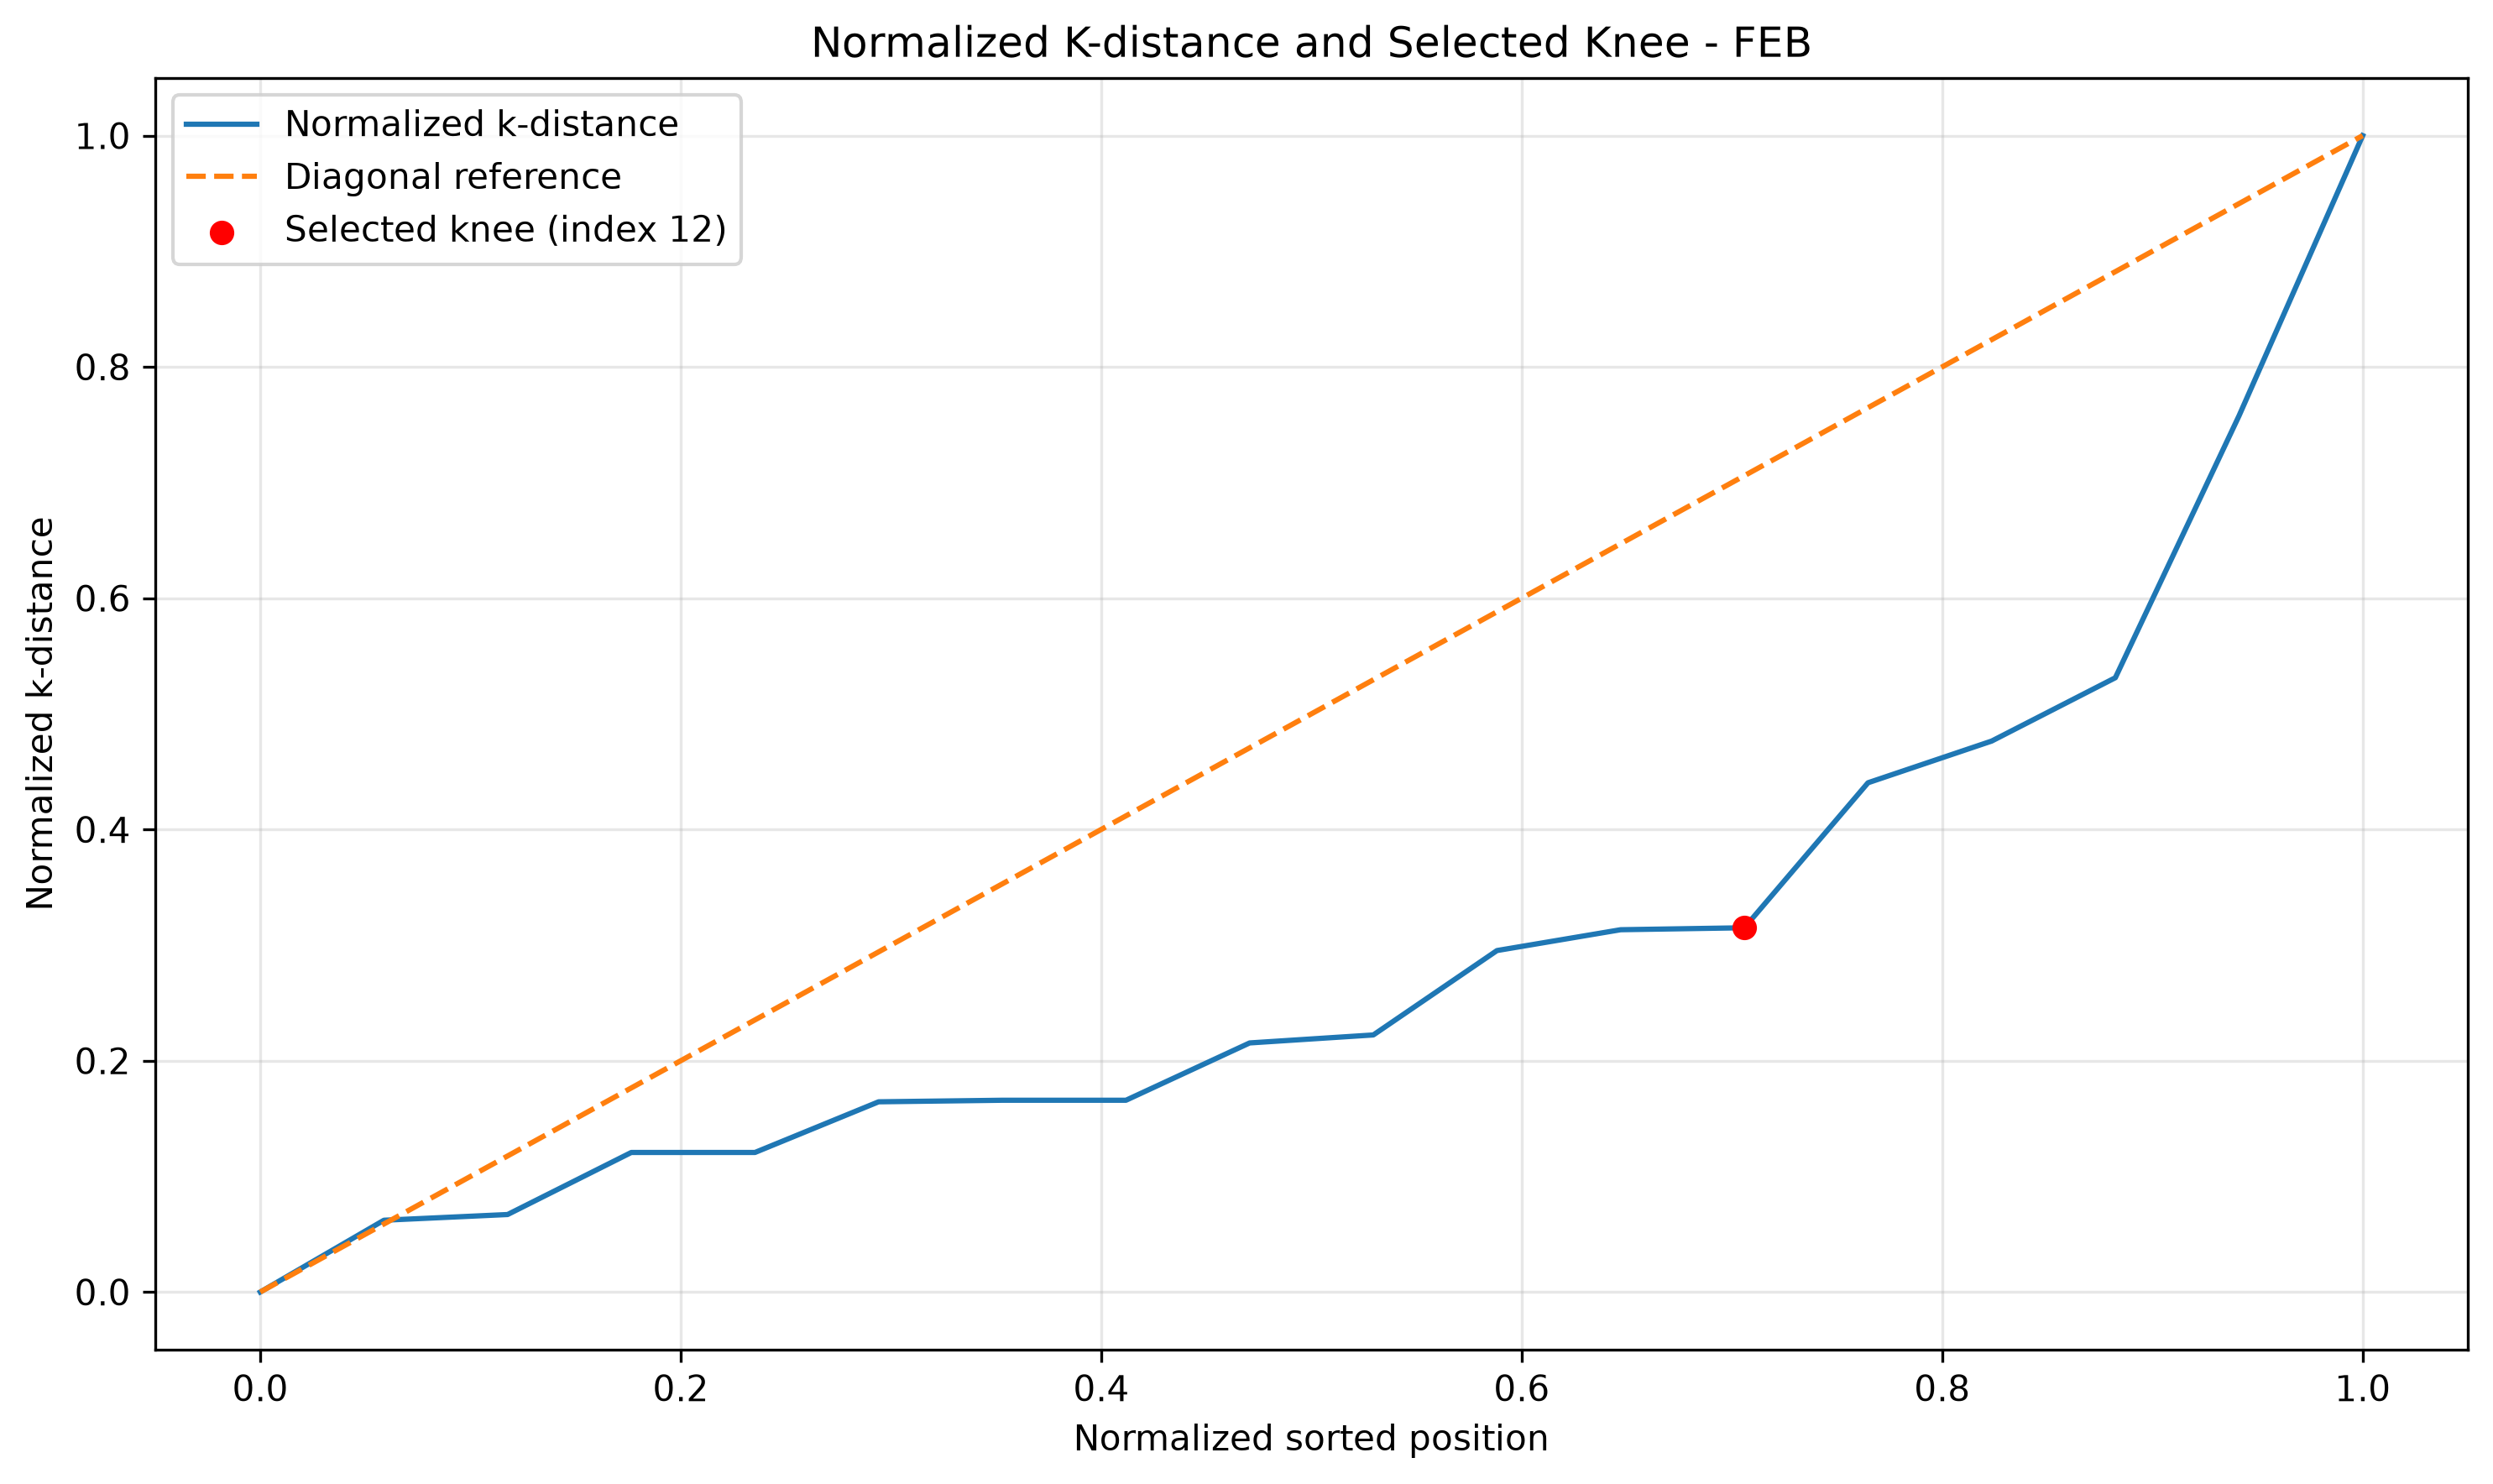 Normalized K-distance and Selected Knee - FEB
Normalized k-distance
Diagonal reference
Selected knee (index 12)
1.0
0.8
0.6
0.4
0.2
0.0
Normalized k-distance
0.0 0.2 0.4 0.6 0.8 1.0
Normalized sorted position